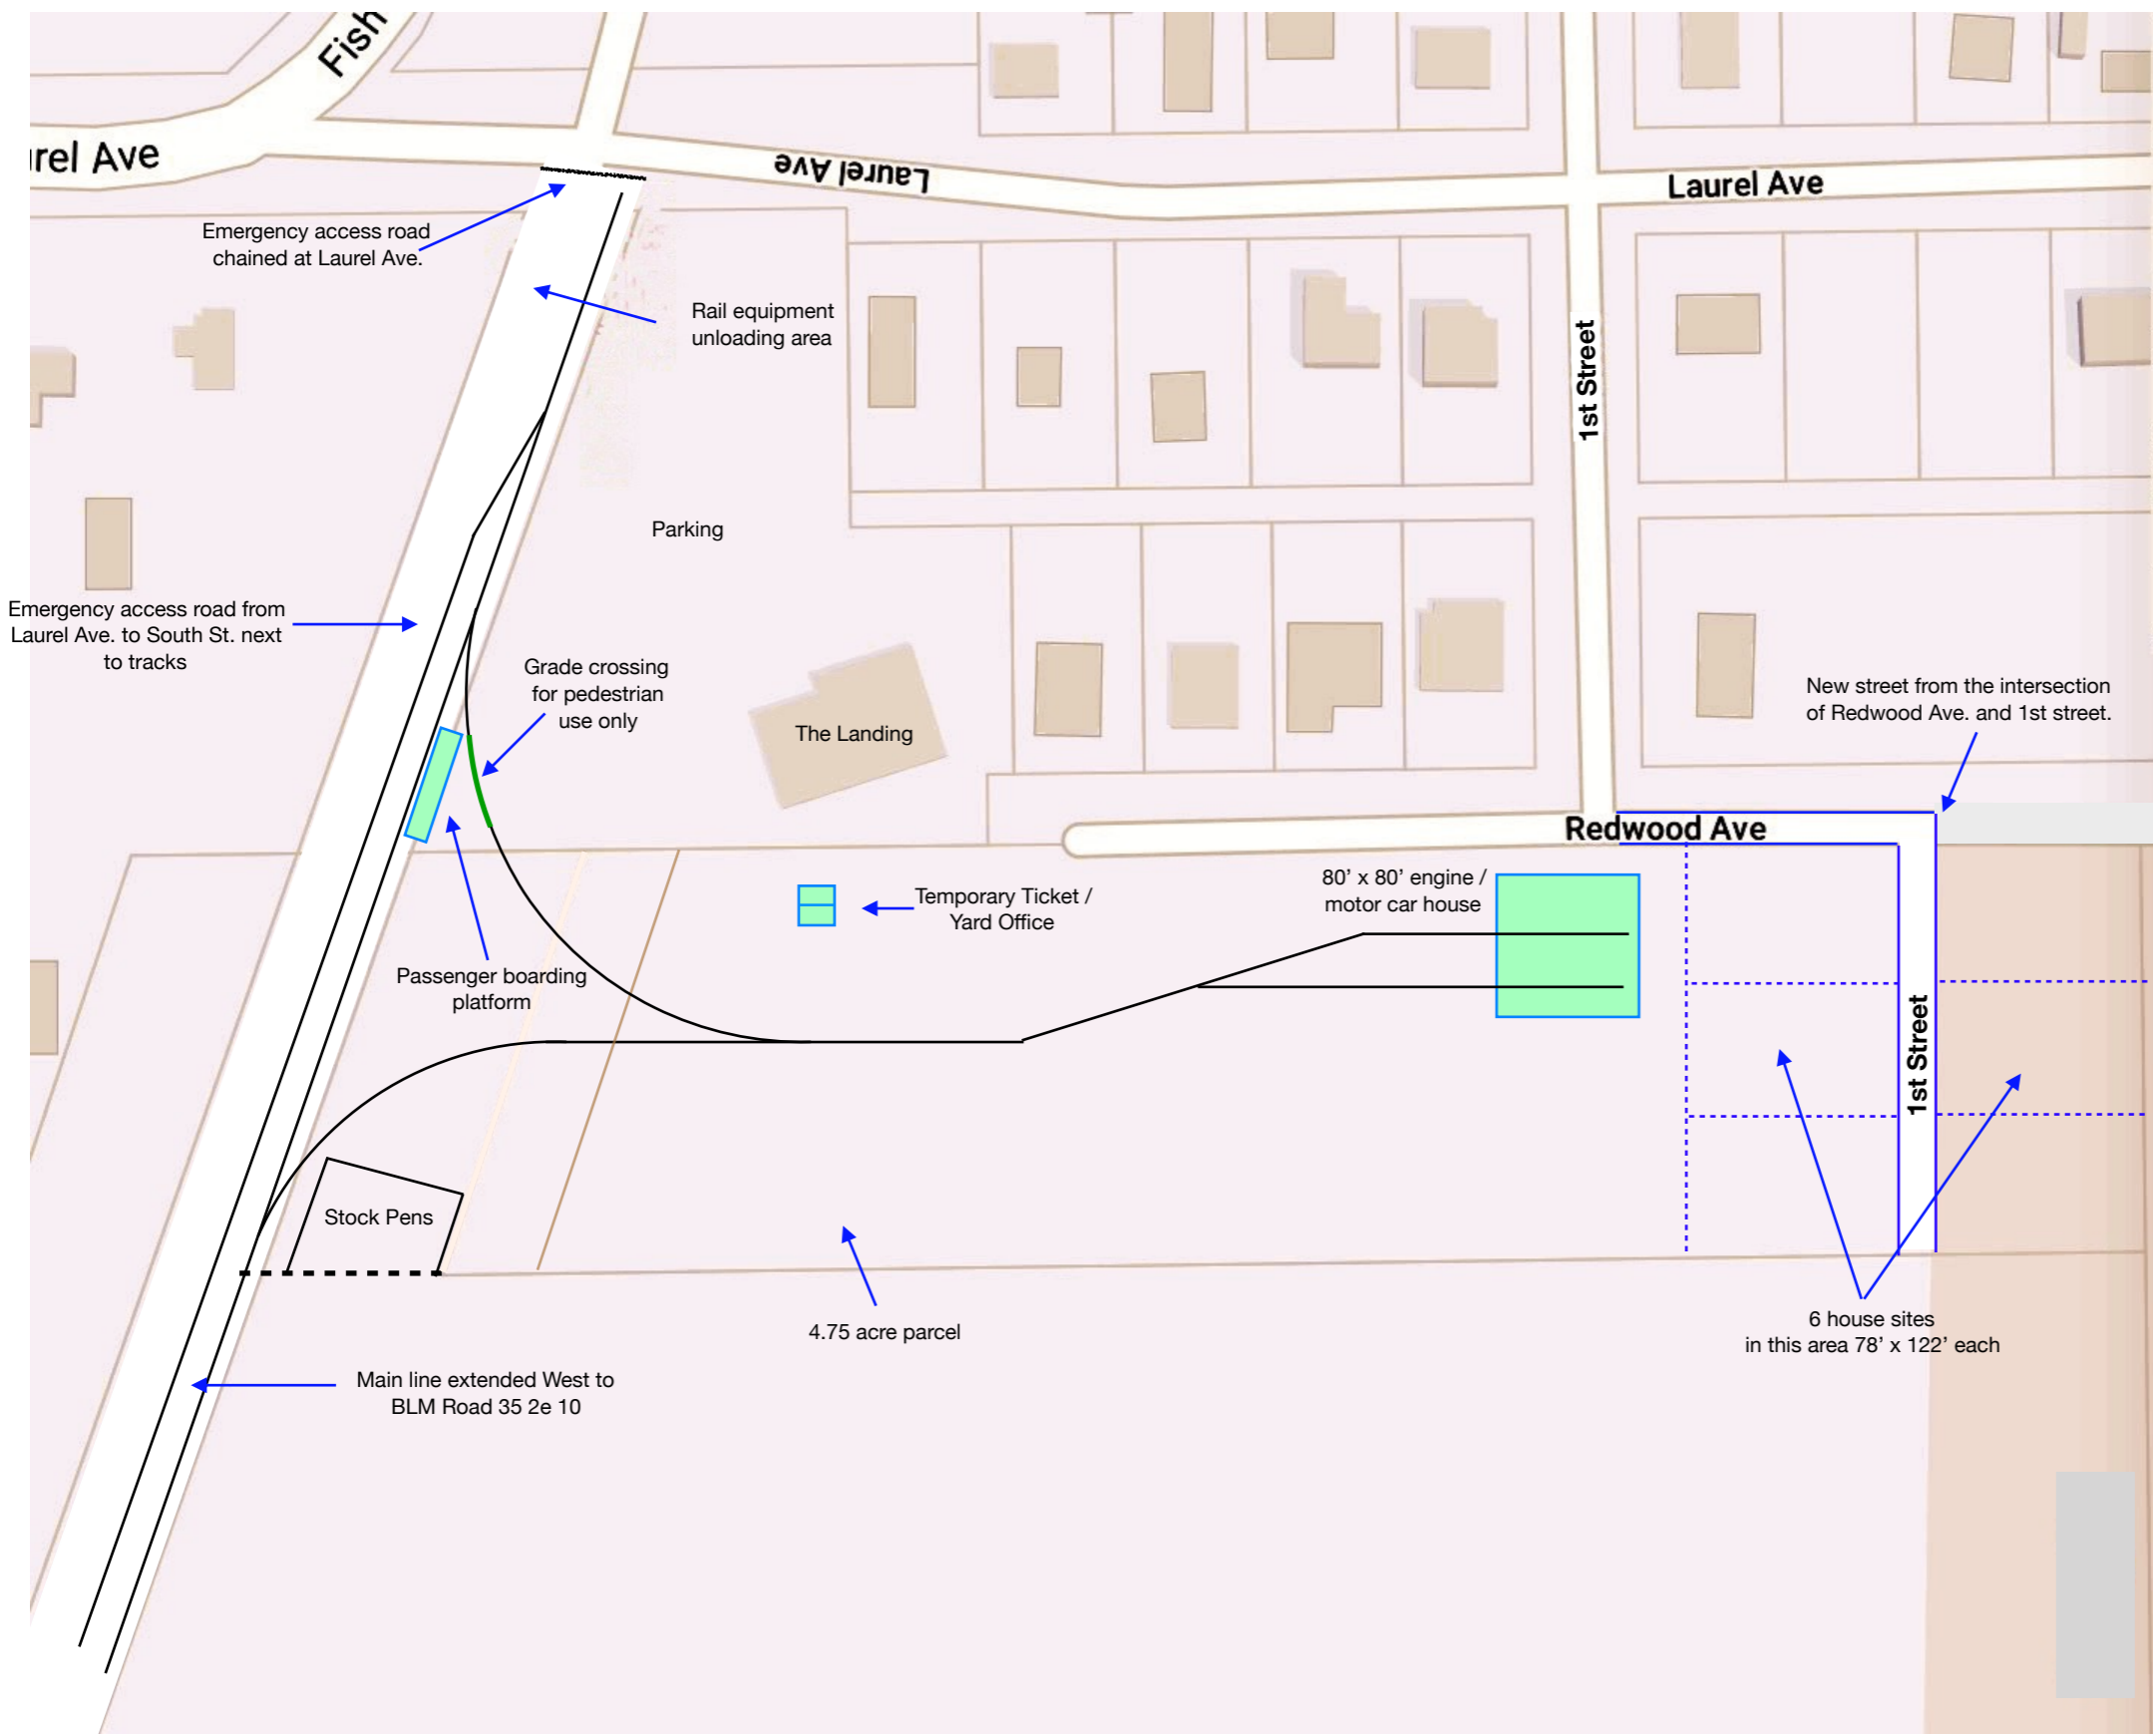 Fish
rel Ave
Laurel Ave
Laurel Ave
Emergency access road
chained at Laurel Ave.
Rail equipment
unloading area
1st Street
Parking
Emergency access road from
Laurel Ave. to South St. next
to tracks
Grade crossing
for pedestrian
use only
The Landing
New street from the intersection
of Redwood Ave. and 1st street.
Redwood Ave
80’ x 80’ engine /
motor car house
Temporary Ticket /
Yard Office
Passenger boarding
platform
1st Street
Stock Pens
4.75 acre parcel
6 house sites
in this area 78’ x 122’ each
Main line extended West to
BLM Road 35 2e 10